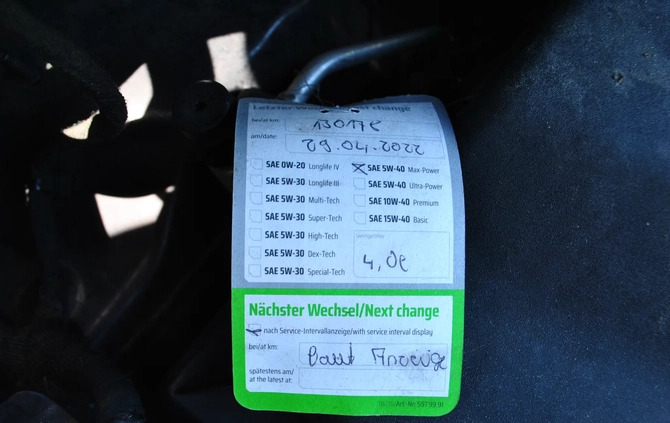 Letzter Wechsel/Next change
bei/at km:
am/date: 29.04.2022
SAE 0W-20 Longlife IV
SAE 5W-30 Longlife III
SAE 5W-30 Multi-Tech
SAE 5W-30 Super-Tech
SAE 5W-30 High-Tech
SAE 5W-30 Dex-Tech
SAE 5W-30 Special-Tech
SAE 5W-40 Max-Power
SAE 5W-40 Ultra-Power
SAE 10W-40 Premium
SAE 15W-40 Basic
4,0l
Nächster Wechsel/Next change
nach Service-Intervallanzeige/with service interval display
bei/at km: Laut Anzeige
spätestens am/
at the latest at:
Art.-Nr.